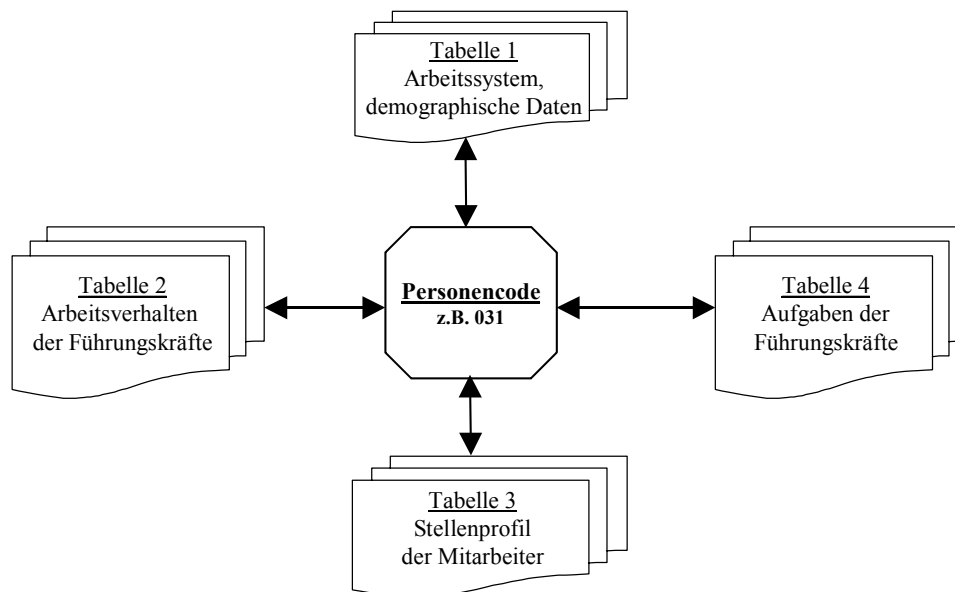 Tabelle 1
Arbeitssystem,
demographische Daten
Tabelle 2
Arbeitsverhalten
der Führungskräfte
Personencode
z.B. 031
Tabelle 4
Aufgaben der
Führungskräfte
Tabelle 3
Stellenprofil
der Mitarbeiter